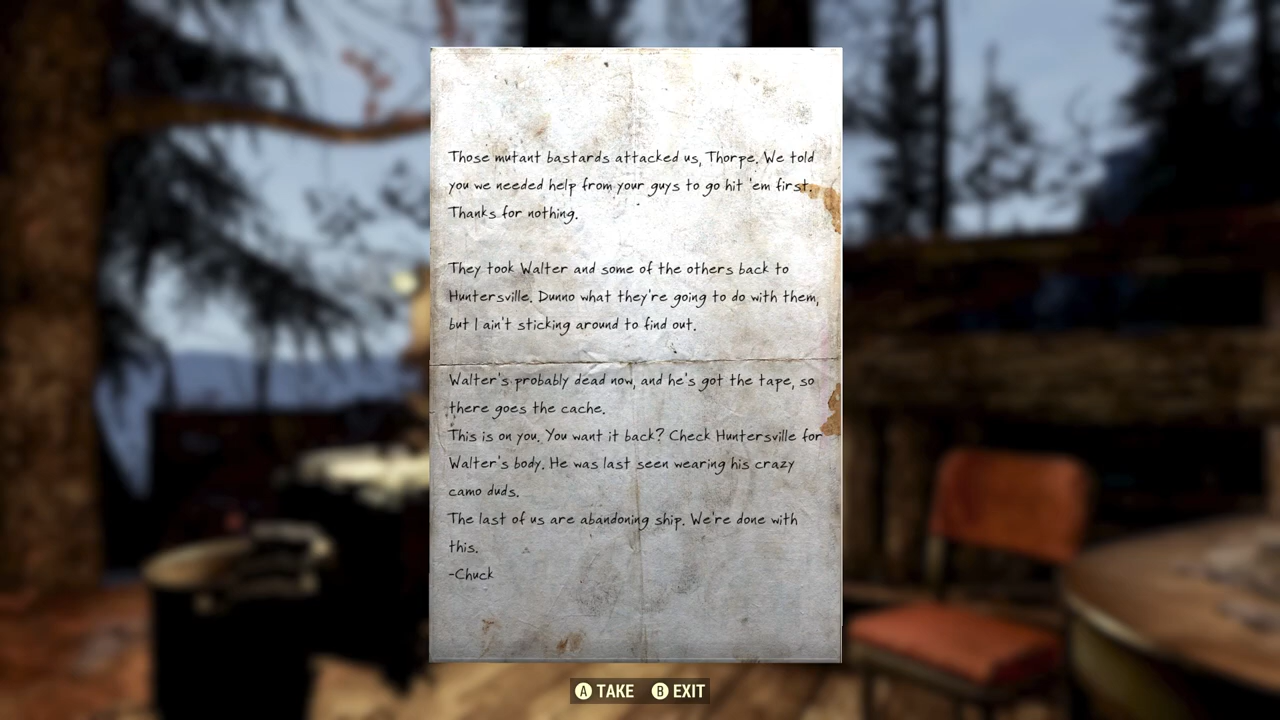 Those mutant bastards attacked us, Thorpe. We told
you we needed help from your guys to go hit 'em first.
Thanks for nothing.
They took Walter and some of the others back to
Huntersville. Dunno what they're going to do with them,
but I ain't sticking around to find out.
Walter's probably dead now, and he's got the tape, so
there goes the cache.
This is on you. You want it back? Check Huntersville for
Walter's body. He was last seen wearing his crazy
camo duds.
The last of us are abandoning ship. We're done with
this.
-Chuck
A TAKE B EXIT